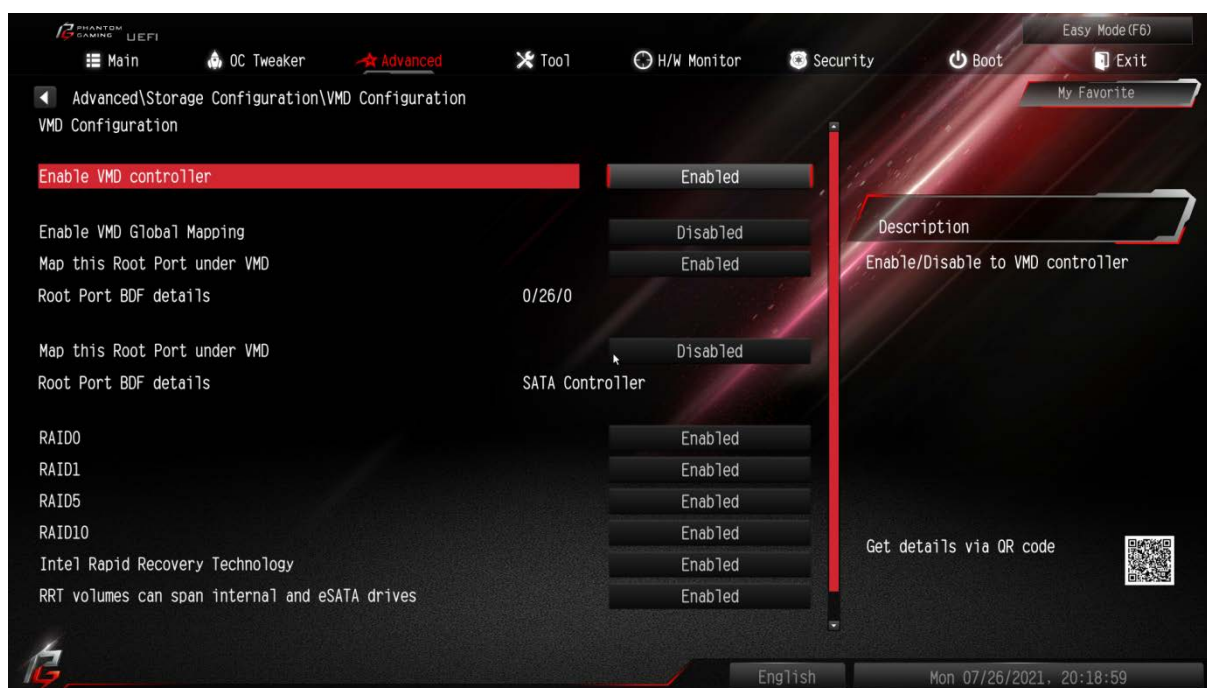 PHANTOM GAMING UEFI
Easy Mode(F6)
Main OC Tweaker Advanced Tool H/W Monitor Security Boot Exit
Advanced\Storage Configuration\VMD Configuration
My Favorite
VMD Configuration
Enable VMD controller Enabled
Enable VMD Global Mapping Disabled
Map this Root Port under VMD Enabled
Root Port BDF details 0/26/0
Map this Root Port under VMD Disabled
Root Port BDF details SATA Controller
RAID0 Enabled
RAID1 Enabled
RAID5 Enabled
RAID10 Enabled
Intel Rapid Recovery Technology Enabled
RRT volumes can span internal and eSATA drives Enabled
Description
Enable/Disable to VMD controller
Get details via QR code
English
Mon 07/26/2021. 20:18:59